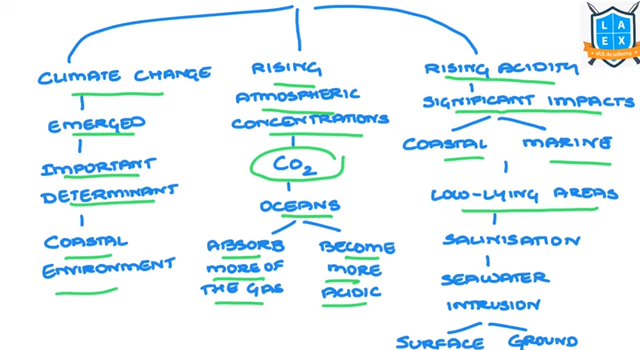 CLIMATE CHANGE
EMERGED
IMPORTANT
DETERMINANT
COASTAL
ENVIRONMENT
RISING
ATMOSPHERIC
CONCENTRATIONS
CO₂
OCEANS
ABSORB
MORE OF
THE GAS
BECOME
MORE
ACIDIC
RISING ACIDITY
SIGNIFICANT IMPACTS
COASTAL MARINE
LOW-LYING AREAS
SALINISATION
SEAWATER
INTRUSION
SURFACE GROUND
L A
E X
IAS Academy